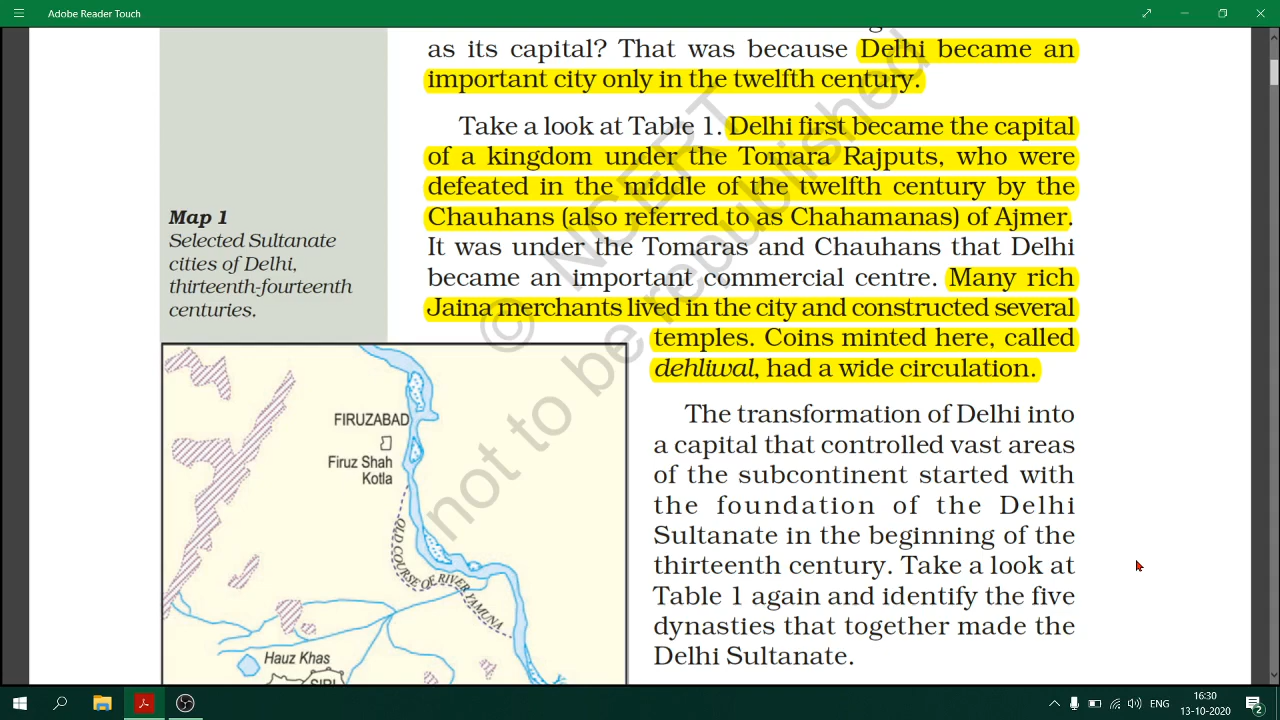 Adobe Reader Touch
as its capital? That was because Delhi became an
important city only in the twelfth century.
Take a look at Table 1. Delhi first became the capital
of a kingdom under the Tomara Rajputs, who were
defeated in the middle of the twelfth century by the
Chauhans (also referred to as Chahamanas) of Ajmer.
It was under the Tomaras and Chauhans that Delhi
became an important commercial centre. Many rich
Jaina merchants lived in the city and constructed several
temples. Coins minted here, called
dehliwal, had a wide circulation.
The transformation of Delhi into
a capital that controlled vast areas
of the subcontinent started with
the foundation of the Delhi
Sultanate in the beginning of the
thirteenth century. Take a look at
Table 1 again and identify the five
dynasties that together made the
Delhi Sultanate.
Map 1
Selected Sultanate
cities of Delhi,
thirteenth-fourteenth
centuries.
FIRUZABAD
Firuz Shah
Kotla
OLD COURSE OF RIVER YAMUNA
Hauz Khas
SIRI
© NCERT
not to be republished
ENG
16:30
13-10-2020
2